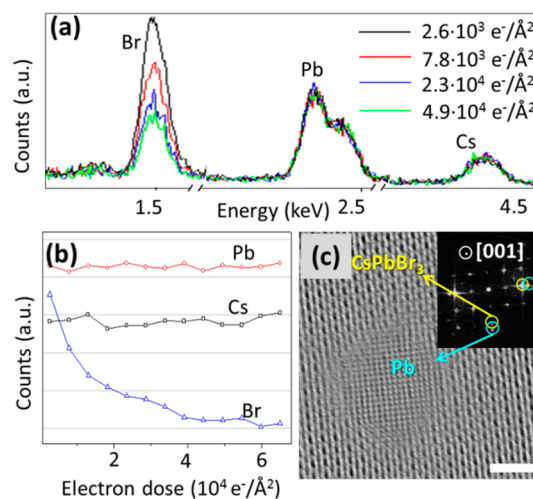 (a)
Br
Pb
Cs
2.6·10³ e⁻/Å²
7.8·10³ e⁻/Å²
2.3·10⁴ e⁻/Å²
4.9·10⁴ e⁻/Å²
Counts (a.u.)
1.5
2.5
4.5
Energy (keV)
(b)
Pb
Cs
Br
Counts (a.u.)
2
4
6
Electron dose (10⁴ e⁻/Å²)
(c)
⊙ [001]
CsPbBr₃
Pb